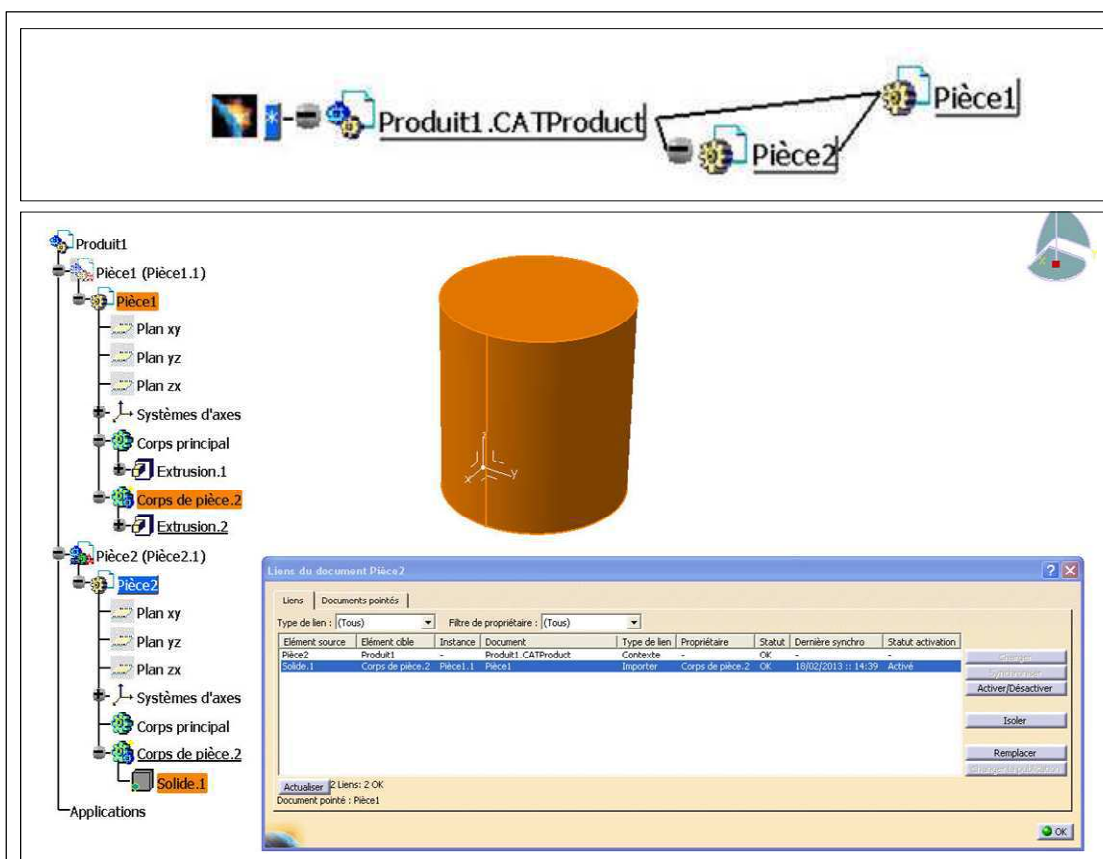 *
Produit1.CATProduct
Pièce1
Pièce2
Produit1
Pièce1 (Pièce1.1)
Pièce1
Plan xy
Plan yz
Plan zx
Systèmes d'axes
Corps principal
Extrusion.1
Corps de pièce.2
Extrusion.2
z
x
y
Pièce2 (Pièce2.1)
Pièce2
Plan xy
Plan yz
Plan zx
Systèmes d'axes
Corps principal
Corps de pièce.2
Solide.1
Applications
Liens du document Pièce2
Liens Documents pointés
Type de lien : (Tous) Filtre de propriétaire : (Tous)
Elément source Elément cible Instance Document Type de lien Propriétaire Statut Dernière synchro Statut activation
Pièce2 Produit1 - Produit1.CATProduct Contexte - OK - -
Solide.1 Corps de pièce.2 Pièce1.1 Pièce1 Importer Corps de pièce.2 OK 18/02/2013 :: 14:39 Activé
Synchroniser
Activer/Désactiver
Isoler
Remplacer
Changer la publication
Actualiser 2 Liens: 2 OK
Document pointé : Pièce1
OK